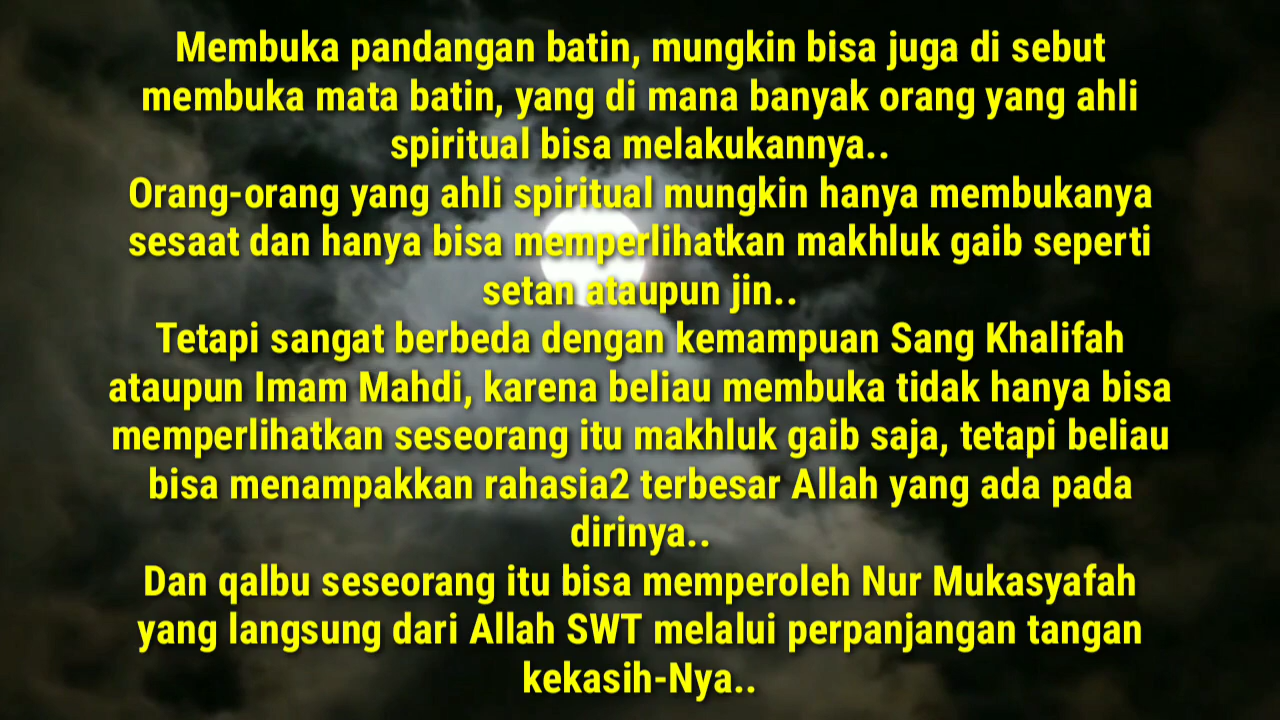 Membuka pandangan batin, mungkin bisa juga di sebut
membuka mata batin, yang di mana banyak orang yang ahli
spiritual bisa melakukannya..
Orang-orang yang ahli spiritual mungkin hanya membukanya
sesaat dan hanya bisa memperlihatkan makhluk gaib seperti
setan ataupun jin..
Tetapi sangat berbeda dengan kemampuan Sang Khalifah
ataupun Imam Mahdi, karena beliau membuka tidak hanya bisa
memperlihatkan seseorang itu makhluk gaib saja, tetapi beliau
bisa menampakkan rahasia2 terbesar Allah yang ada pada
dirinya..
Dan qalbu seseorang itu bisa memperoleh Nur Mukasyafah
yang langsung dari Allah SWT melalui perpanjangan tangan
kekasih-Nya..